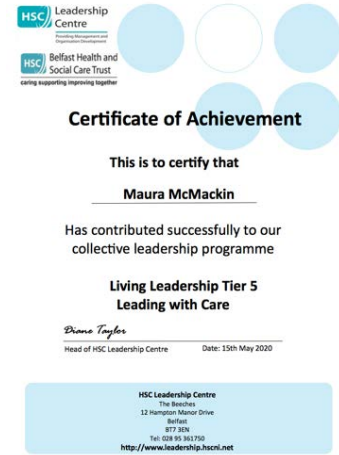 HSC Leadership
Centre
Providing Management and
Organisation Development
HSC Belfast Health and
Social Care Trust
caring supporting improving together
Certificate of Achievement
This is to certify that
Maura McMackin
Has contributed successfully to our
collective leadership programme
Living Leadership Tier 5
Leading with Care
Diane Taylor
Head of HSC Leadership Centre Date: 15th May 2020
HSC Leadership Centre
The Beeches
12 Hampton Manor Drive
Belfast
BT7 3EN
Tel: 028 95 361750
http://www.leadership.hscni.net